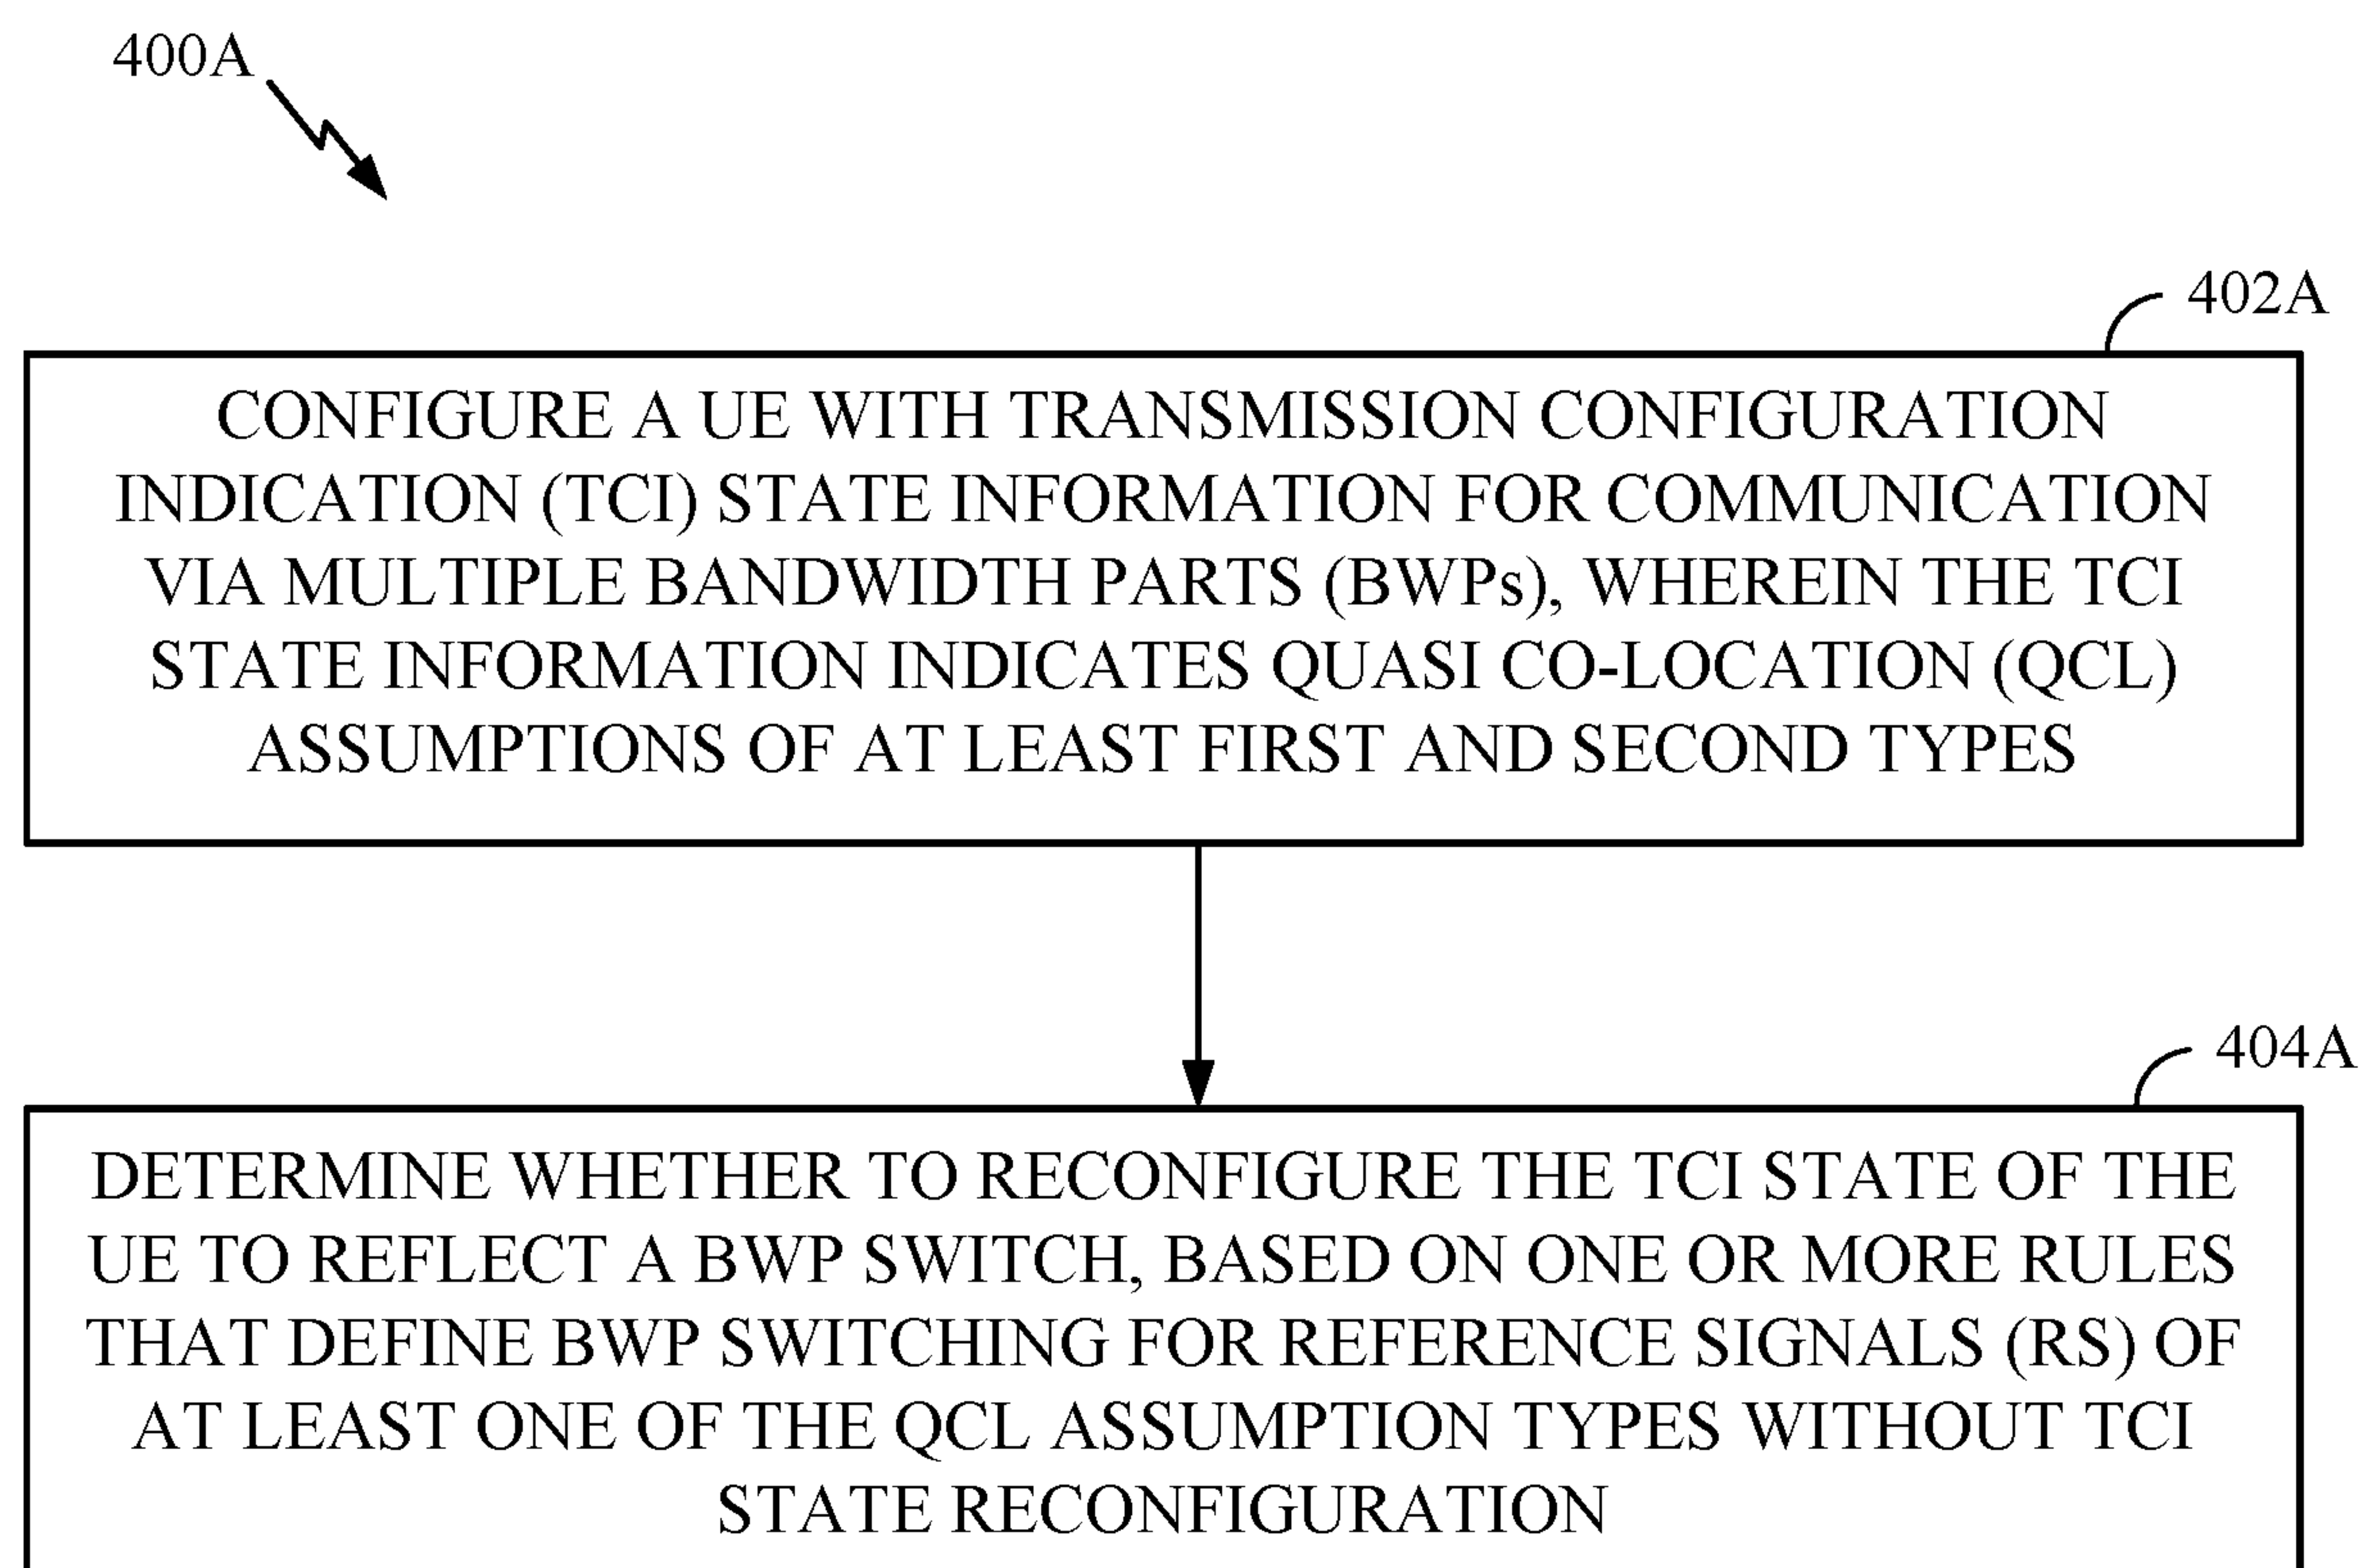 400A
402A
CONFIGURE A UE WITH TRANSMISSION CONFIGURATION
INDICATION (TCI) STATE INFORMATION FOR COMMUNICATION
VIA MULTIPLE BANDWIDTH PARTS (BWPs), WHEREIN THE TCI
STATE INFORMATION INDICATES QUASI CO-LOCATION (QCL)
ASSUMPTIONS OF AT LEAST FIRST AND SECOND TYPES
404A
DETERMINE WHETHER TO RECONFIGURE THE TCI STATE OF THE
UE TO REFLECT A BWP SWITCH, BASED ON ONE OR MORE RULES
THAT DEFINE BWP SWITCHING FOR REFERENCE SIGNALS (RS) OF
AT LEAST ONE OF THE QCL ASSUMPTION TYPES WITHOUT TCI
STATE RECONFIGURATION